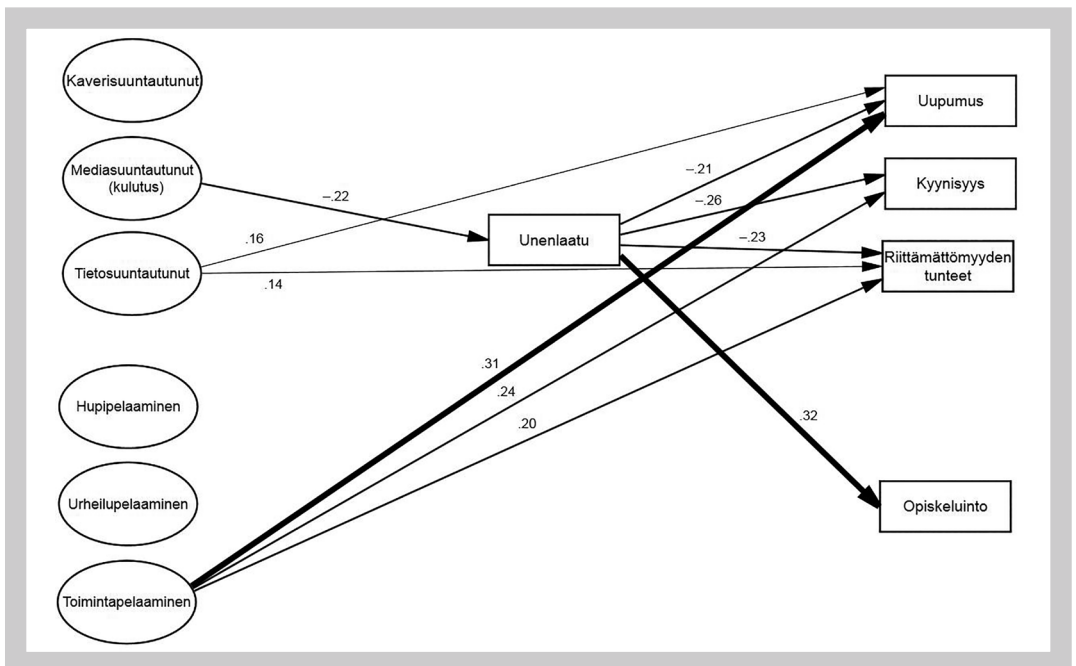 Kaverisuuntautunut
Uupumus
Mediasuuntautunut
(kulutus)
–.21
Kyynisyys
–.22
–.26
.16
Unenlaatu
–.23
Tietosuuntautunut
Riittämättömyyden
tunteet
.14
.31
.24
Hupipelaaminen
.20
.32
Urheilupelaaminen
Opiskeluinto
Toimintapelaaminen